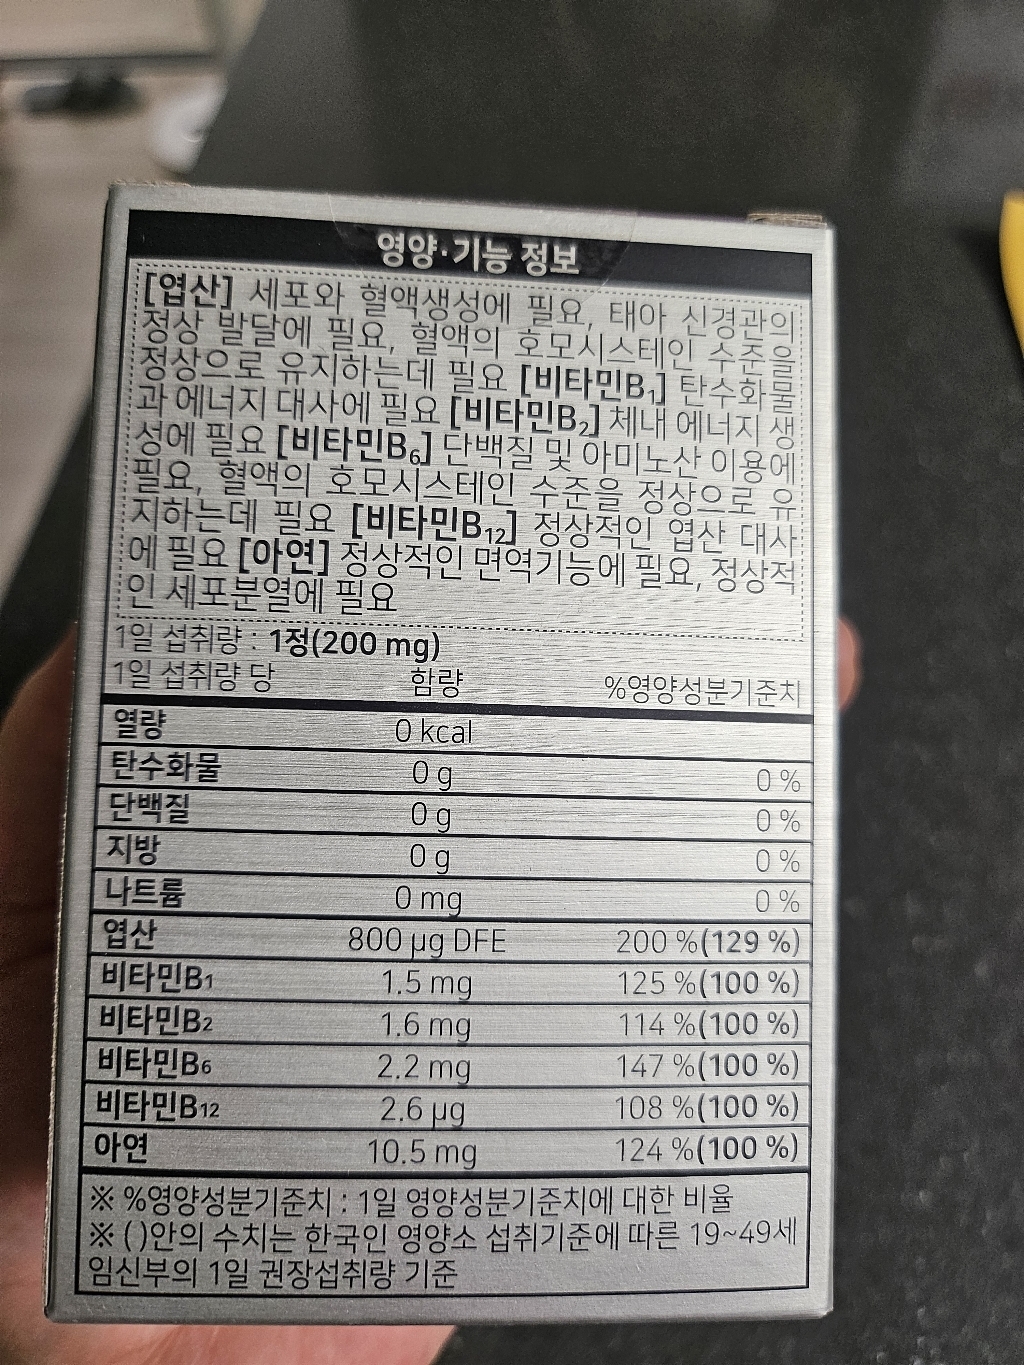 영양·기능 정보
[엽산] 세포와 혈액생성에 필요, 태아 신경관의
정상 발달에 필요, 혈액의 호모시스테인 수준을
정상으로 유지하는데 필요 [비타민B₁] 탄수화물
과 에너지 대사에 필요 [비타민B₂] 체내 에너지 생
성에 필요 [비타민B₆] 단백질 및 아미노산 이용에
필요, 혈액의 호모시스테인 수준을 정상으로 유
지하는데 필요 [비타민B₁₂] 정상적인 엽산 대사
에 필요 [아연] 정상적인 면역기능에 필요, 정상적
인 세포분열에 필요
1일 섭취량 : 1정(200 mg)
1일 섭취량 당 함량 %영양성분기준치
열량 0 kcal
탄수화물 0 g 0 %
단백질 0 g 0 %
지방 0 g 0 %
나트륨 0 mg 0 %
엽산 800 µg DFE 200 %(129 %)
비타민B₁ 1.5 mg 125 %(100 %)
비타민B₂ 1.6 mg 114 %(100 %)
비타민B₆ 2.2 mg 147 %(100 %)
비타민B₁₂ 2.6 µg 108 %(100 %)
아연 10.5 mg 124 %(100 %)
※ %영양성분기준치 : 1일 영양성분기준치에 대한 비율
※ ( )안의 수치는 한국인 영양소 섭취기준에 따른 19~49세
임신부의 1일 권장섭취량 기준